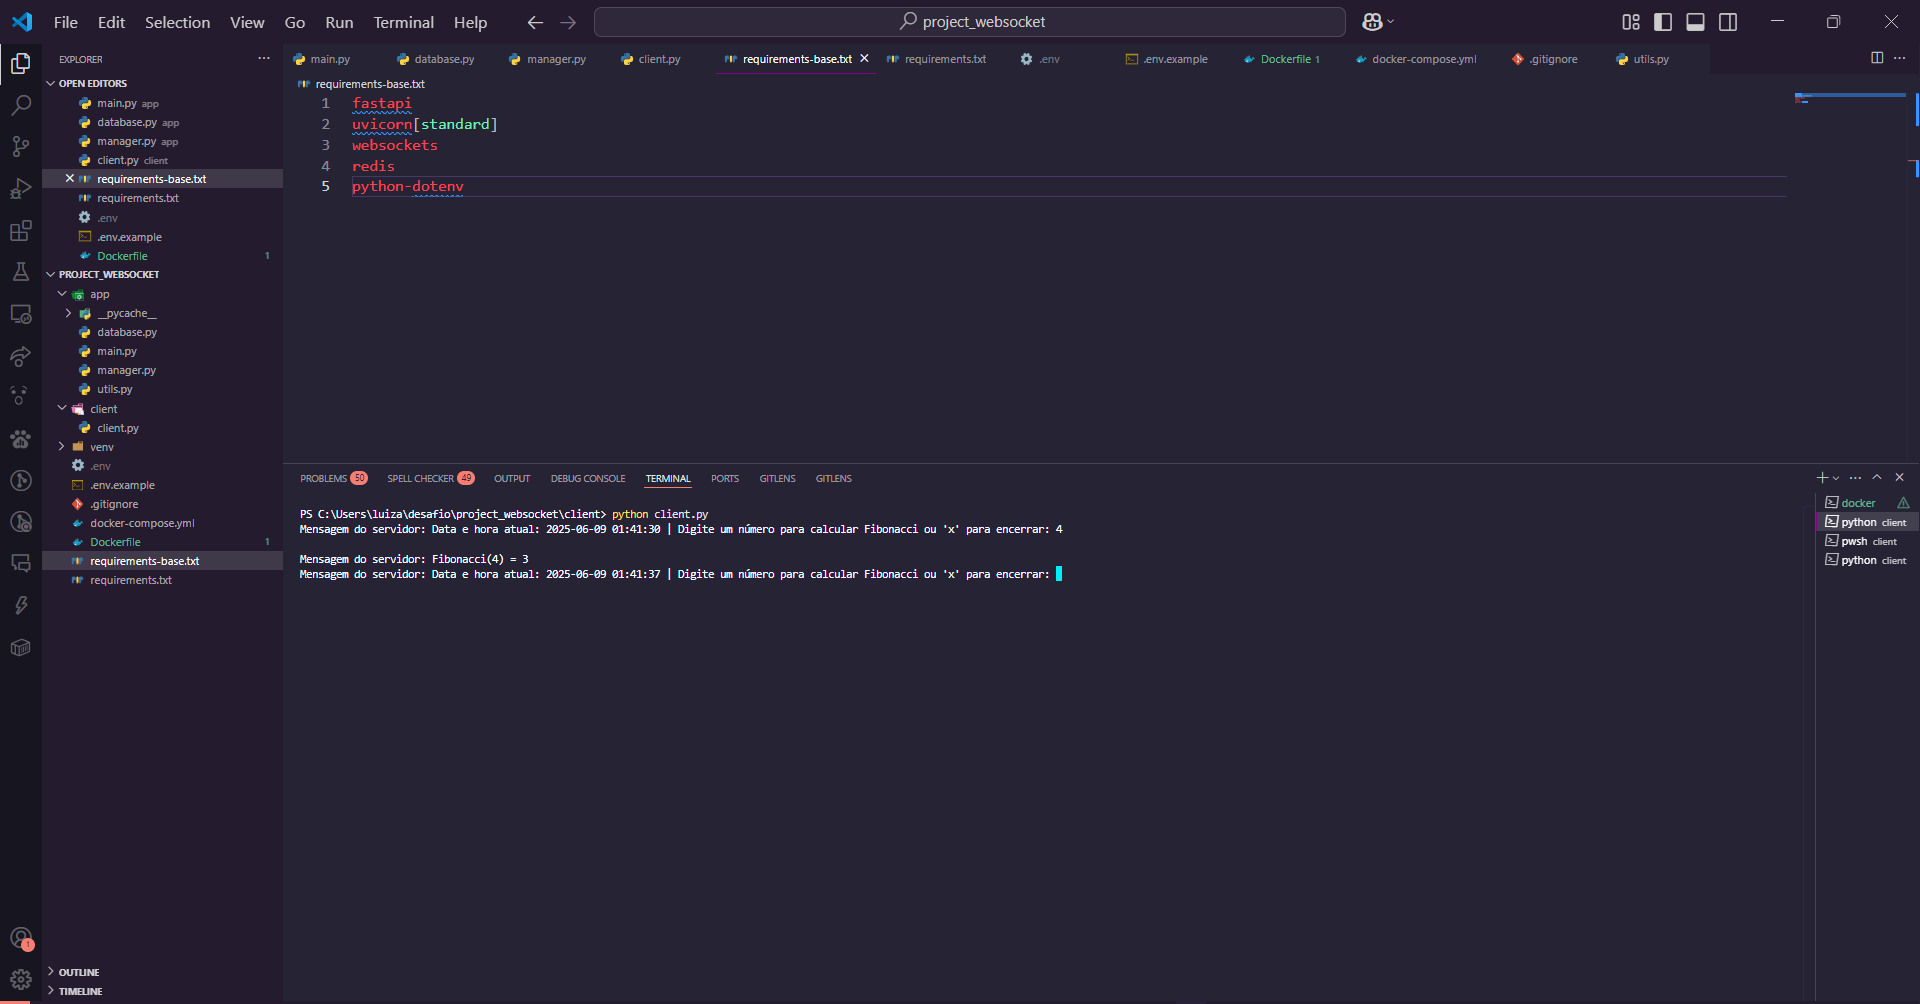 File Edit Selection View Go Run Terminal Help
project_websocket
EXPLORER
OPEN EDITORS
main.py app
database.py app
manager.py app
client.py client
requirements-base.txt
requirements.txt
.env
.env.example
Dockerfile 1
PROJECT_WEBSOCKET
app
__pycache__
database.py
main.py
manager.py
utils.py
client
client.py
venv
.env
.env.example
.gitignore
docker-compose.yml
Dockerfile 1
requirements-base.txt
requirements.txt
OUTLINE
TIMELINE
1
main.py database.py manager.py client.py requirements-base.txt requirements.txt .env .env.example Dockerfile 1 docker-compose.yml .gitignore utils.py
requirements-base.txt
1 fastapi
2 uvicorn[standard]
3 websockets
4 redis
5 python-dotenv
PROBLEMS 50 SPELL CHECKER 49 OUTPUT DEBUG CONSOLE TERMINAL PORTS GITLENS GITLENS
PS C:\Users\luiza\desafio\project_websocket\client> python client.py
Mensagem do servidor: Data e hora atual: 2025-06-09 01:41:30 | Digite um número para calcular Fibonacci ou 'x' para encerrar: 4
Mensagem do servidor: Fibonacci(4) = 3
Mensagem do servidor: Data e hora atual: 2025-06-09 01:41:37 | Digite um número para calcular Fibonacci ou 'x' para encerrar:
docker
python client
pwsh client
python client